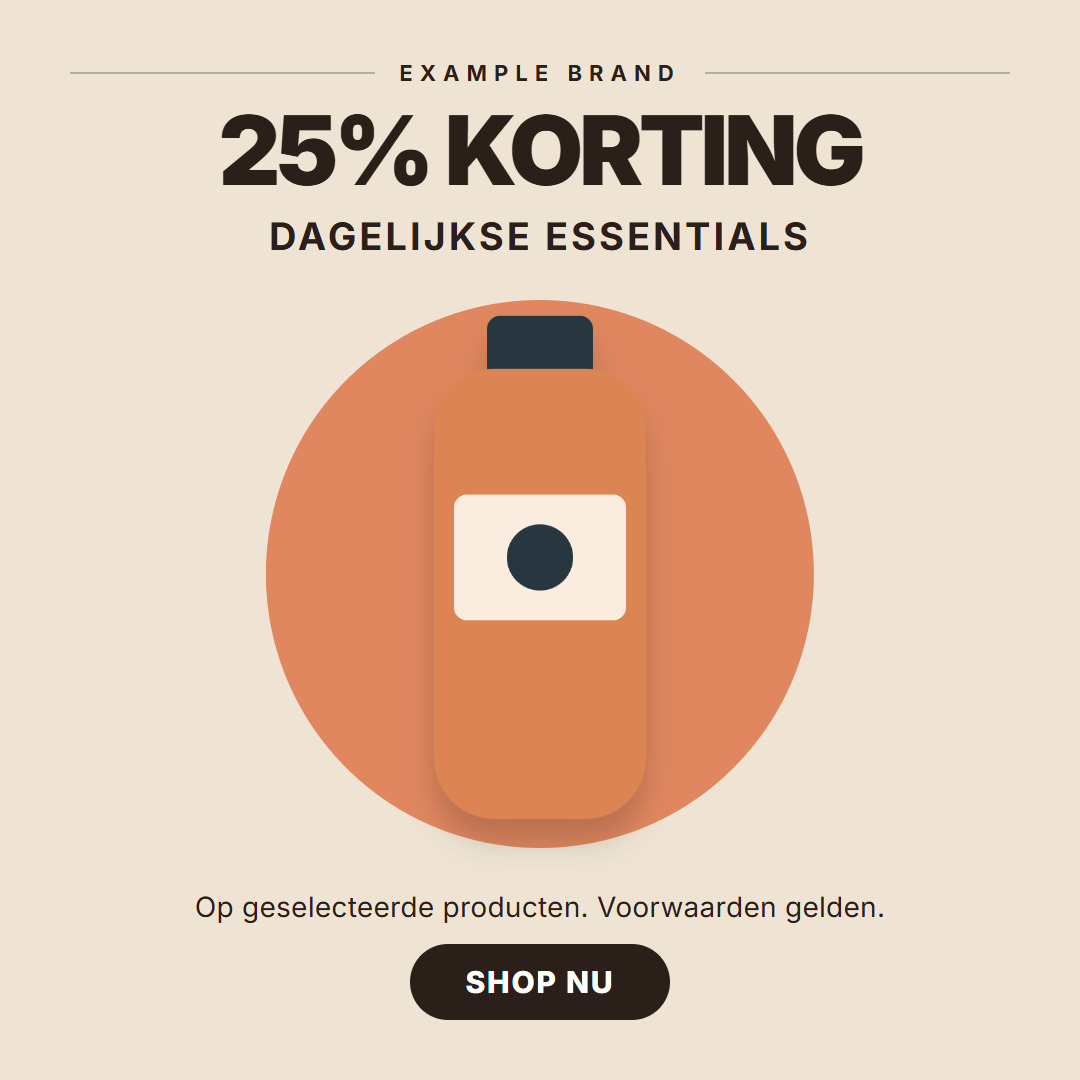 EXAMPLE BRAND
25% KORTING
DAGELIJKSE ESSENTIALS
Op geselecteerde producten. Voorwaarden gelden.
SHOP NU